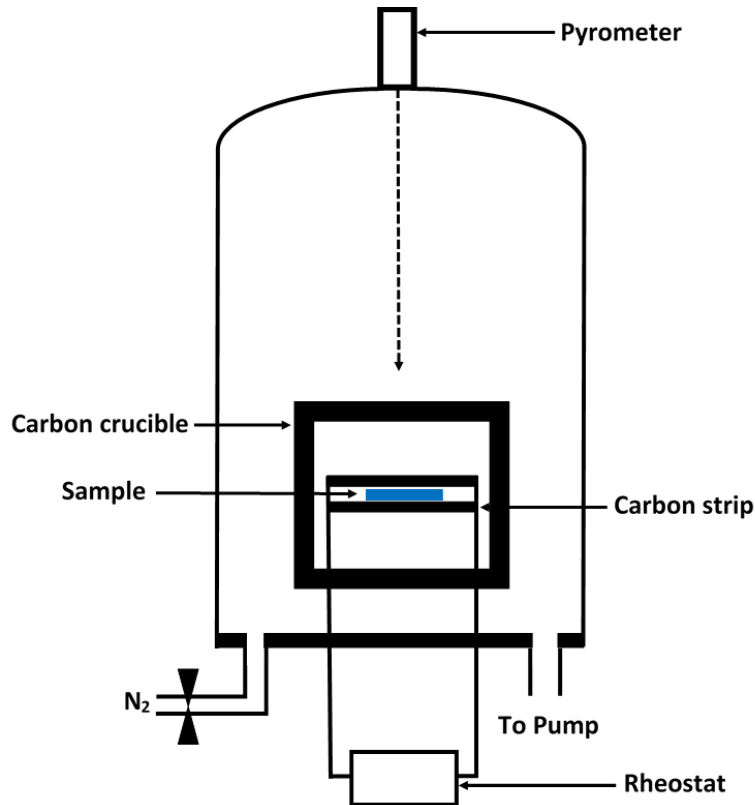 Pyrometer
Carbon crucible
Sample
Carbon strip
N₂
To Pump
Rheostat